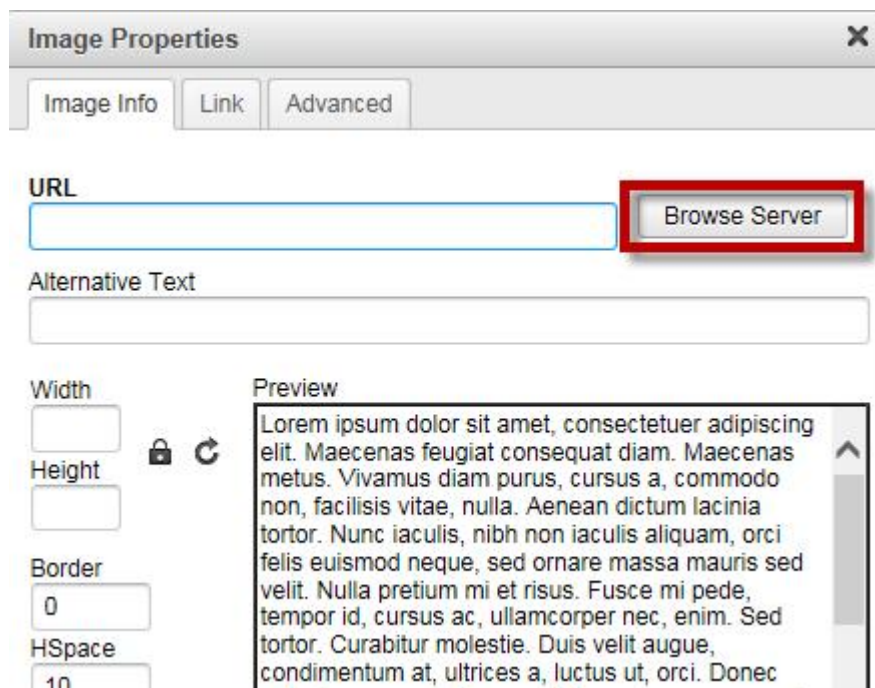 Image Properties
Image Info Link Advanced
URL
Browse Server
Alternative Text
Width
Height
Border
0
HSpace
10
Preview
Lorem ipsum dolor sit amet, consectetuer adipiscing
elit. Maecenas feugiat consequat diam. Maecenas
metus. Vivamus diam purus, cursus a, commodo
non, facilisis vitae, nulla. Aenean dictum lacinia
tortor. Nunc iaculis, nibh non iaculis aliquam, orci
felis euismod neque, sed ornare massa mauris sed
velit. Nulla pretium mi et risus. Fusce mi pede,
tempor id, cursus ac, ullamcorper nec, enim. Sed
tortor. Curabitur molestie. Duis velit augue,
condimentum at, ultrices a, luctus ut, orci. Donec